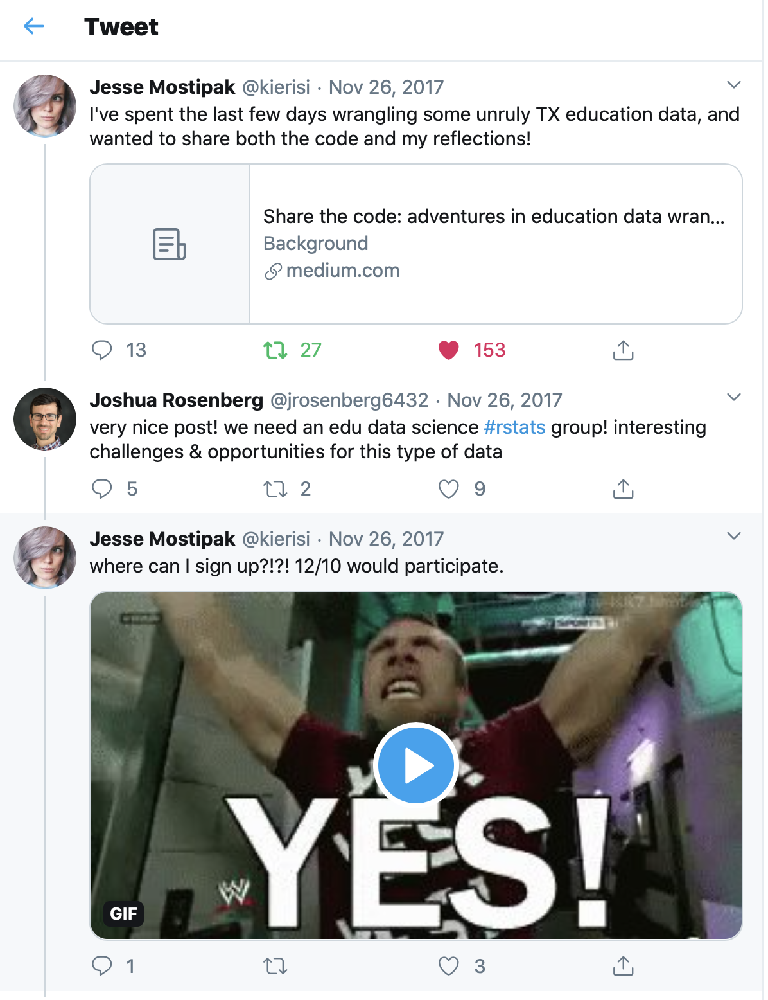 Tweet
Jesse Mostipak @kierisi · Nov 26, 2017
I've spent the last few days wrangling some unruly TX education data, and
wanted to share both the code and my reflections!
Share the code: adventures in education data wran...
Background
medium.com
13 27 153
Joshua Rosenberg @jrosenberg6432 · Nov 26, 2017
very nice post! we need an edu data science #rstats group! interesting
challenges & opportunities for this type of data
5 2 9
Jesse Mostipak @kierisi · Nov 26, 2017
where can I sign up?!?! 12/10 would participate.
SPORTS
YES!
W
GIF
1 3